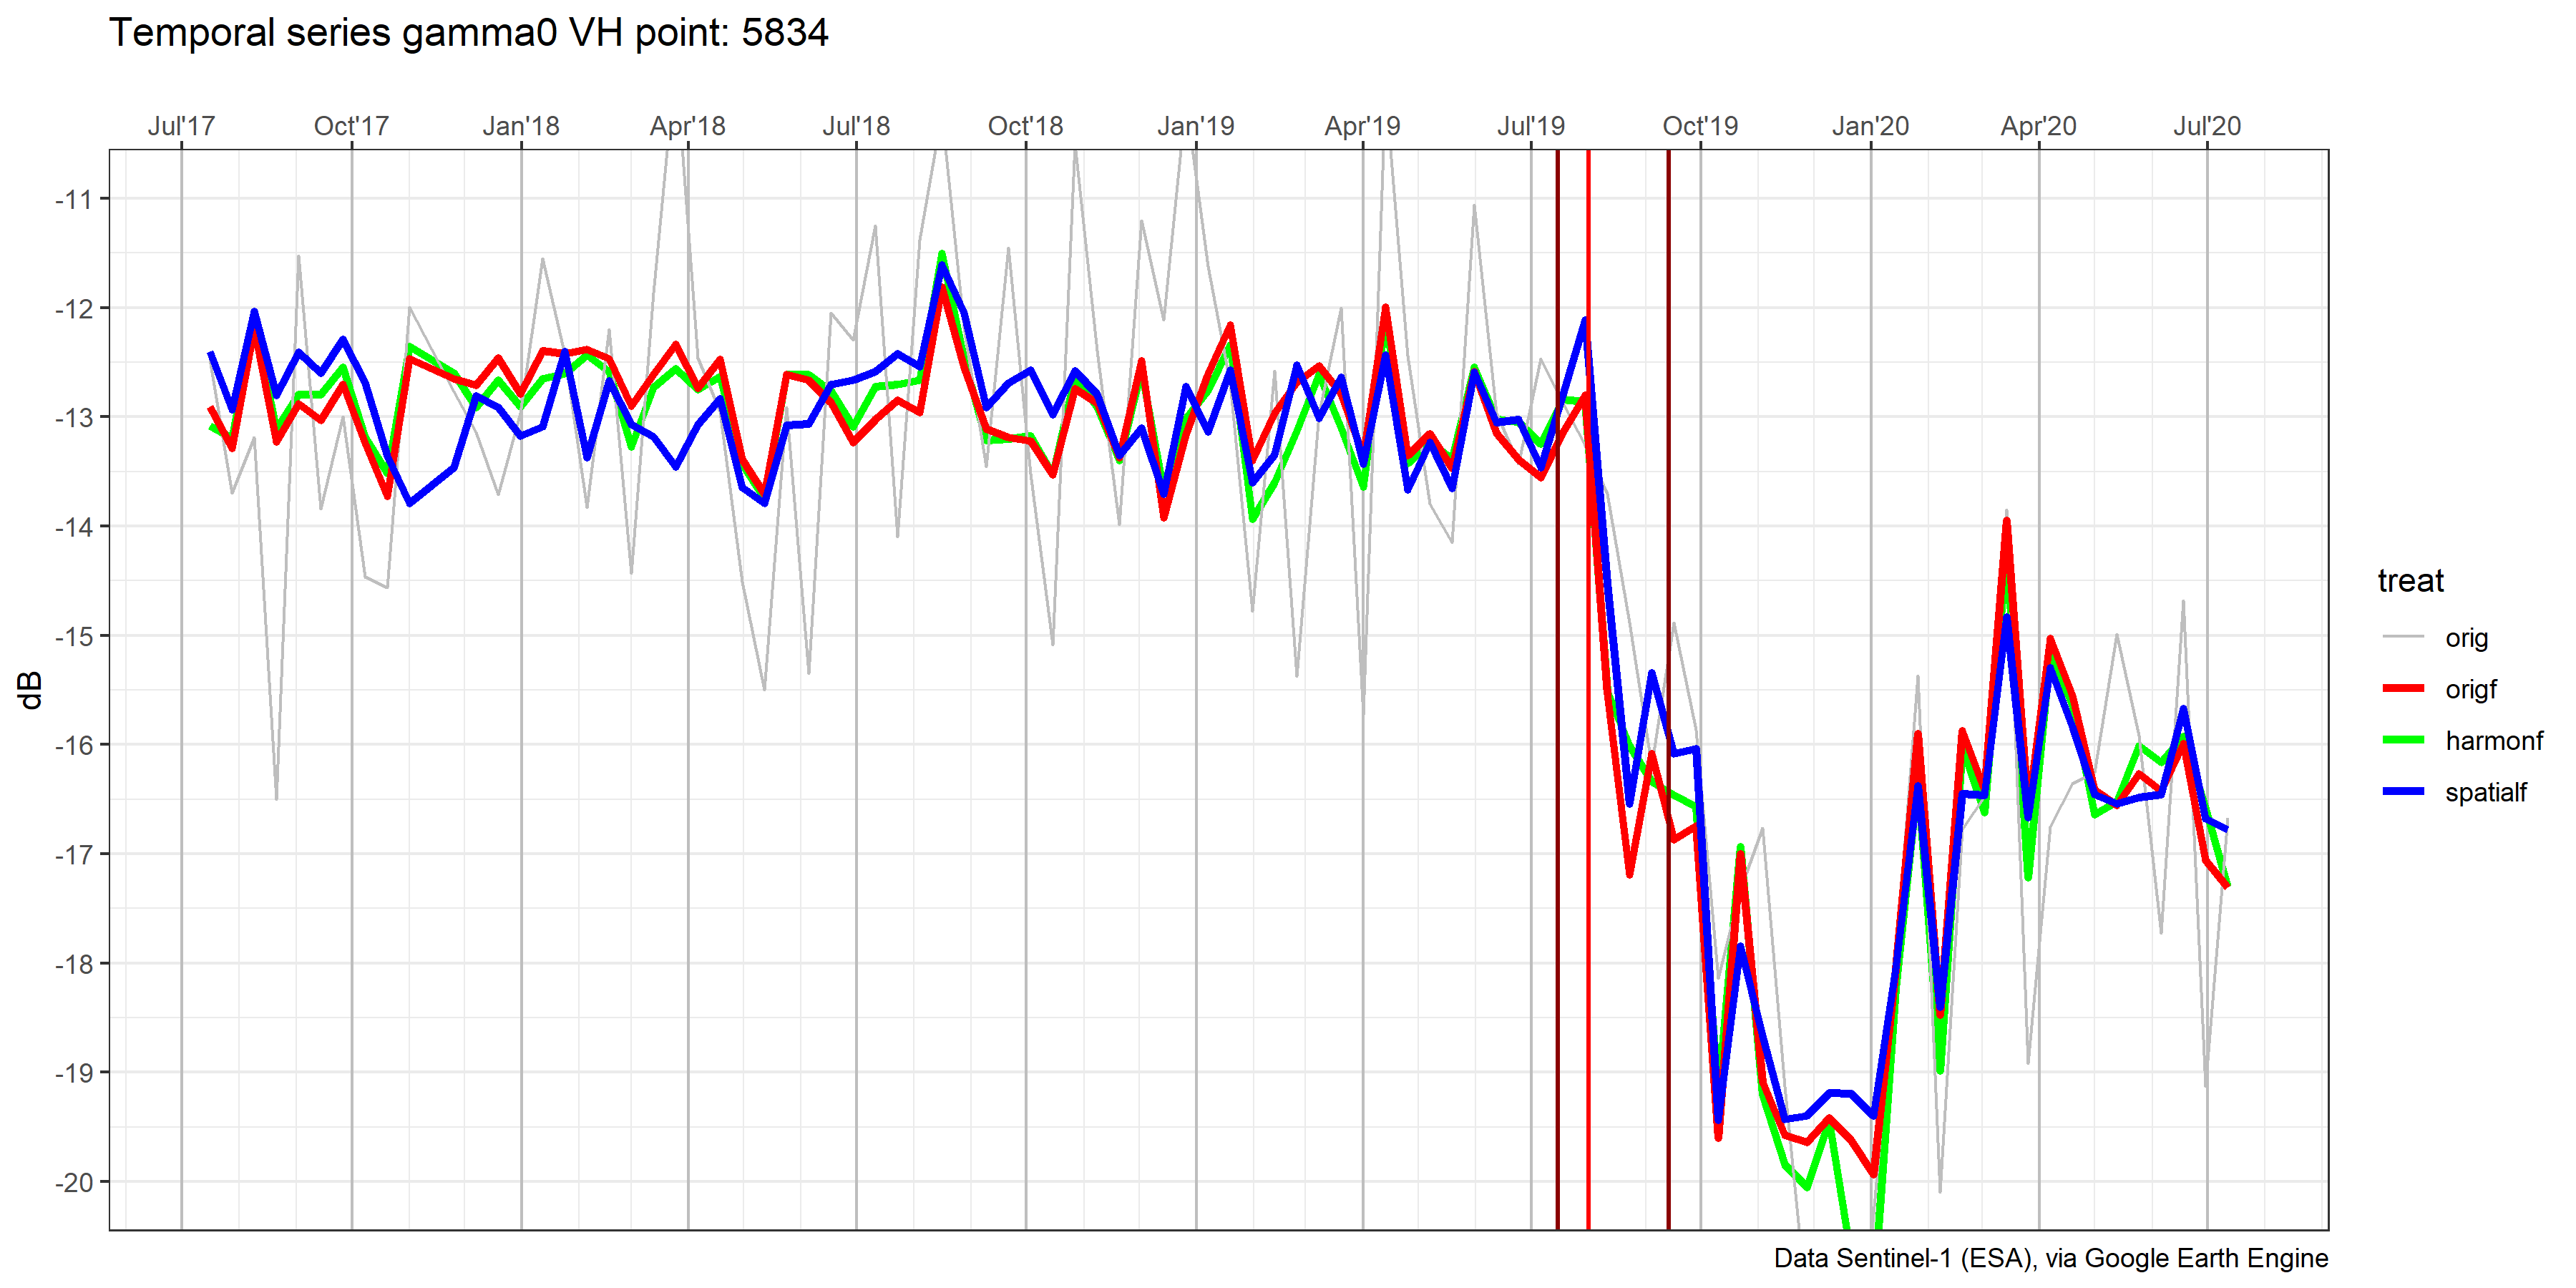 Temporal series gamma0 VH point: 5834
Jul'17 Oct'17 Jan'18 Apr'18 Jul'18 Oct'18 Jan'19 Apr'19 Jul'19 Oct'19 Jan'20 Apr'20 Jul'20
-11
-12
-13
-14
-15
-16
-17
-18
-19
-20
dB
treat
orig
origf
harmonf
spatialf
Data Sentinel-1 (ESA), via Google Earth Engine